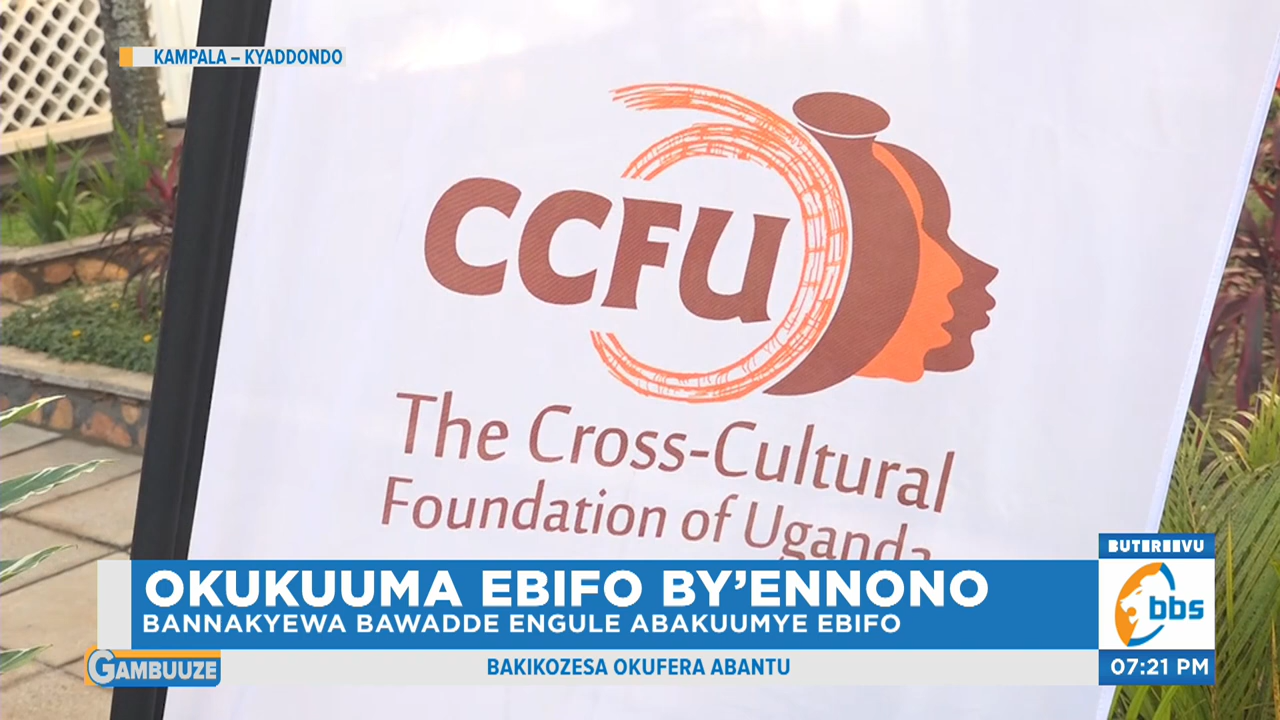 KAMPALA – KYADDONDO
CCFU
The Cross-Cultural
Foundation of Uganda
BUTEREEVU
bbs
OKUKUUMA EBIFO BY’ENNONO
BANNAKYEWA BAWADDE ENGULE ABAKUUMYE EBIFO
GAMBUUZE
BAKIKOZESA OKUFERA ABANTU
07:21 PM